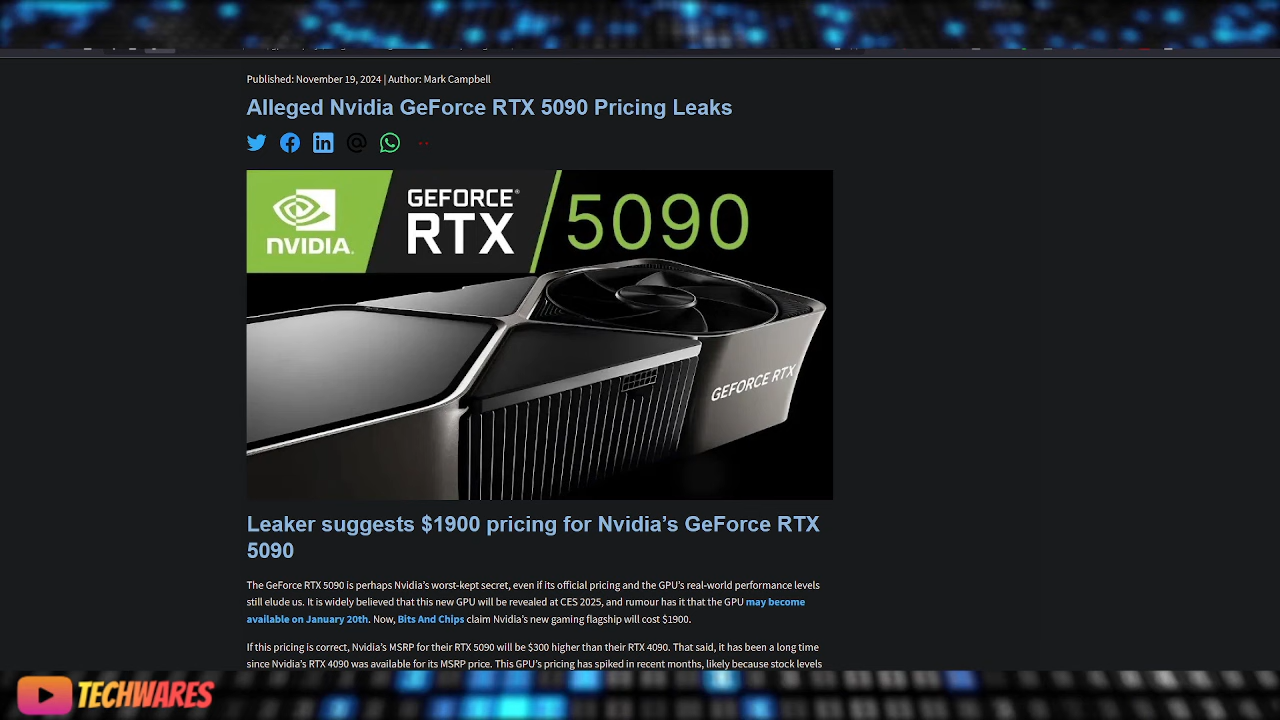 Published: November 19, 2024 | Author: Mark Campbell
Alleged Nvidia GeForce RTX 5090 Pricing Leaks
NVIDIA.
GEFORCE®
RTX
5090
GEFORCE RTX
Leaker suggests $1900 pricing for Nvidia’s GeForce RTX
5090
The GeForce RTX 5090 is perhaps Nvidia’s worst-kept secret, even if its official pricing and the GPU’s real-world performance levels
still elude us. It is widely believed that this new GPU will be revealed at CES 2025, and rumour has it that the GPU may become
available on January 20th. Now, Bits And Chips claim Nvidia’s new gaming flagship will cost $1900.
If this pricing is correct, Nvidia’s MSRP for their RTX 5090 will be $300 higher than their RTX 4090. That said, it has been a long time
since Nvidia’s RTX 4090 was available for its MSRP price. This GPU’s pricing has spiked in recent months, likely because stock levels
TECHWARES